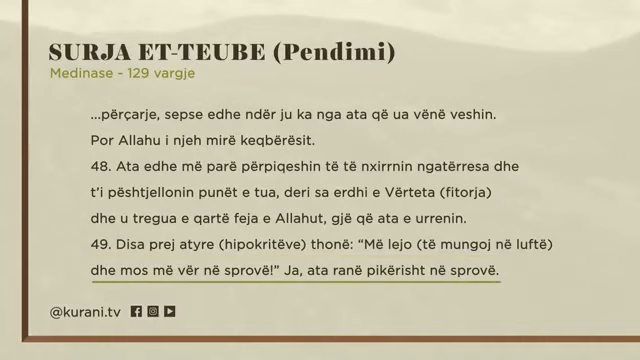 SURJA ET-TEUBE (Pendimi)
Medinase - 129 vargje
...përçarje, sepse edhe ndër ju ka nga ata që ua vënë veshin.
Por Allahu i njeh mirë keqbërësit.
48. Ata edhe më parë përpiqeshin të të nxirrnin ngatërresa dhe
t'i pështjellonin punët e tua, deri sa erdhi e Vërteta (fitorja)
dhe u tregua e qartë feja e Allahut, gjë që ata e urrenin.
49. Disa prej atyre (hipokritëve) thonë: “Më lejo (të mungoj në luftë)
dhe mos më vër në sprovë!” Ja, ata ranë pikërisht në sprovë.
@kurani.tv